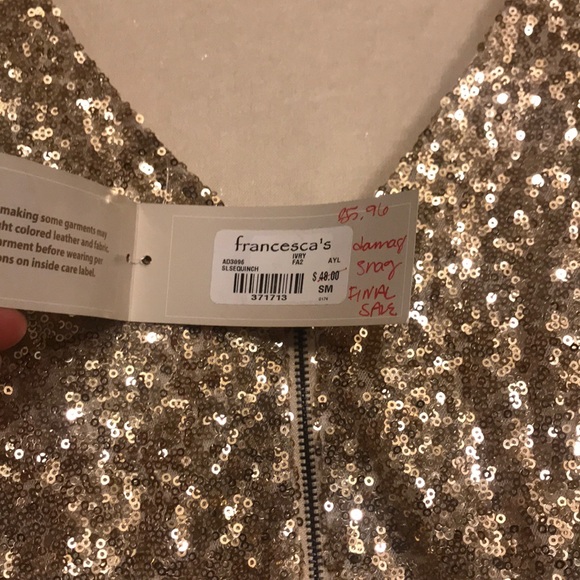 making some garments may
ght colored leather and fabric.
arment before wearing per
ons on inside care label.
francesca's
IVRY
AD3896 FA2 AYL
SLSEQUINCH $48.00
371713 SM
$5.96
damag
snag
FINAL
SALE